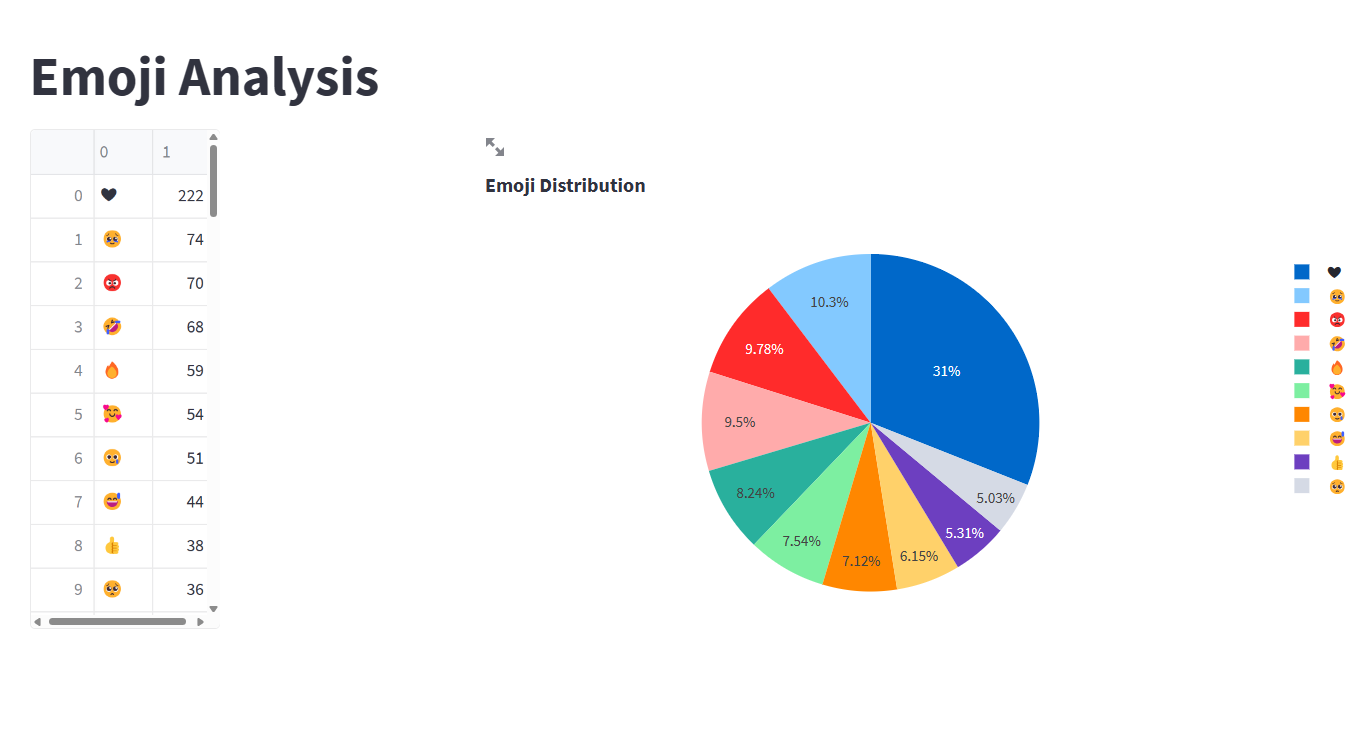 Emoji Analysis
0 1
0 🖤 222
1 🥹 74
2 😡 70
3 🤣 68
4 🔥 59
5 🥰 54
6 🥲 51
7 😅 44
8 👍 38
9 🥺 36
Emoji Distribution
31%
10.3%
9.78%
9.5%
8.24%
7.54%
7.12%
6.15%
5.31%
5.03%
🖤
🥹
😡
🤣
🔥
🥰
🥲
😅
👍
🥺